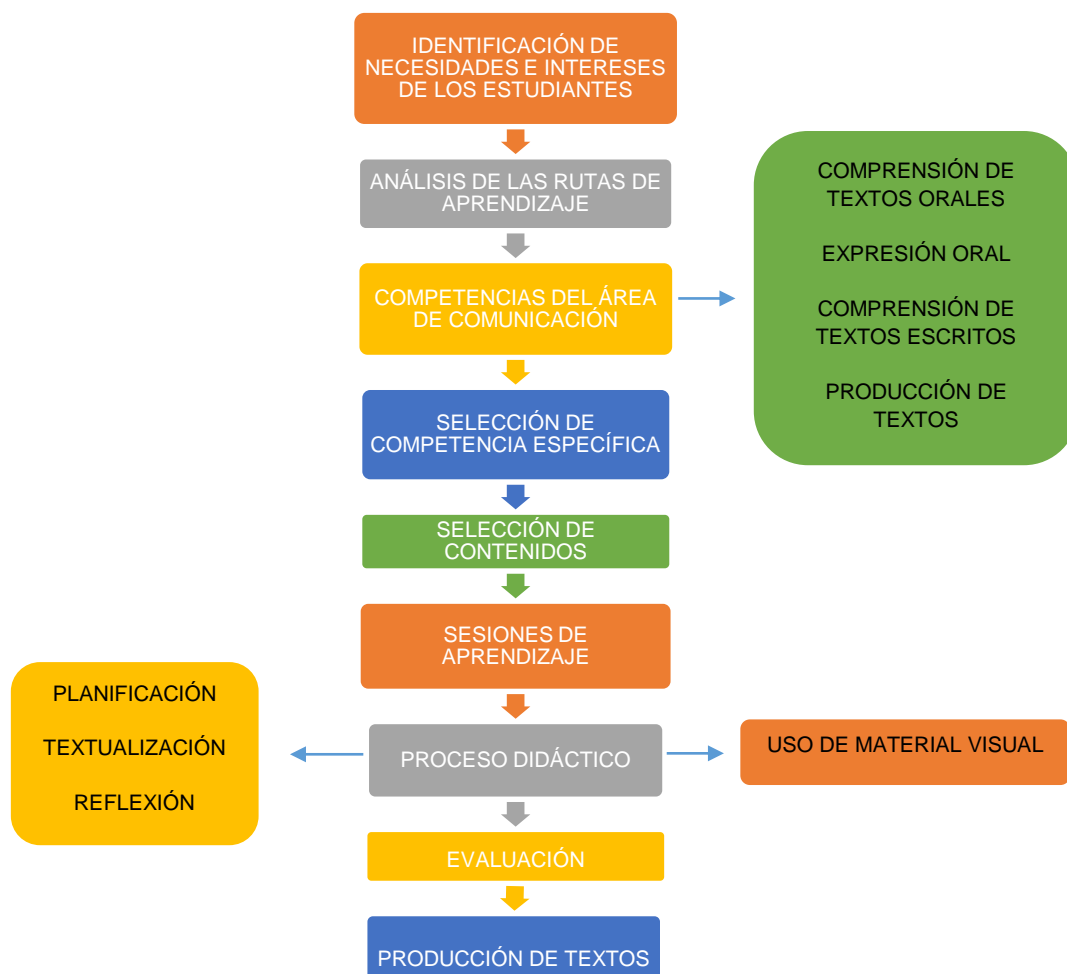 IDENTIFICACIÓN DE
NECESIDADES E INTERESES
DE LOS ESTUDIANTES
ANÁLISIS DE LAS RUTAS DE
APRENDIZAJE
COMPETENCIAS DEL ÁREA
DE COMUNICACIÓN
COMPRENSIÓN DE
TEXTOS ORALES
EXPRESIÓN ORAL
COMPRENSIÓN DE
TEXTOS ESCRITOS
PRODUCCIÓN DE
TEXTOS
SELECCIÓN DE
COMPETENCIA ESPECÍFICA
SELECCIÓN DE
CONTENIDOS
SESIONES DE
APRENDIZAJE
PROCESO DIDÁCTICO
PLANIFICACIÓN
TEXTUALIZACIÓN
REFLEXIÓN
USO DE MATERIAL VISUAL
EVALUACIÓN
PRODUCCIÓN DE TEXTOS